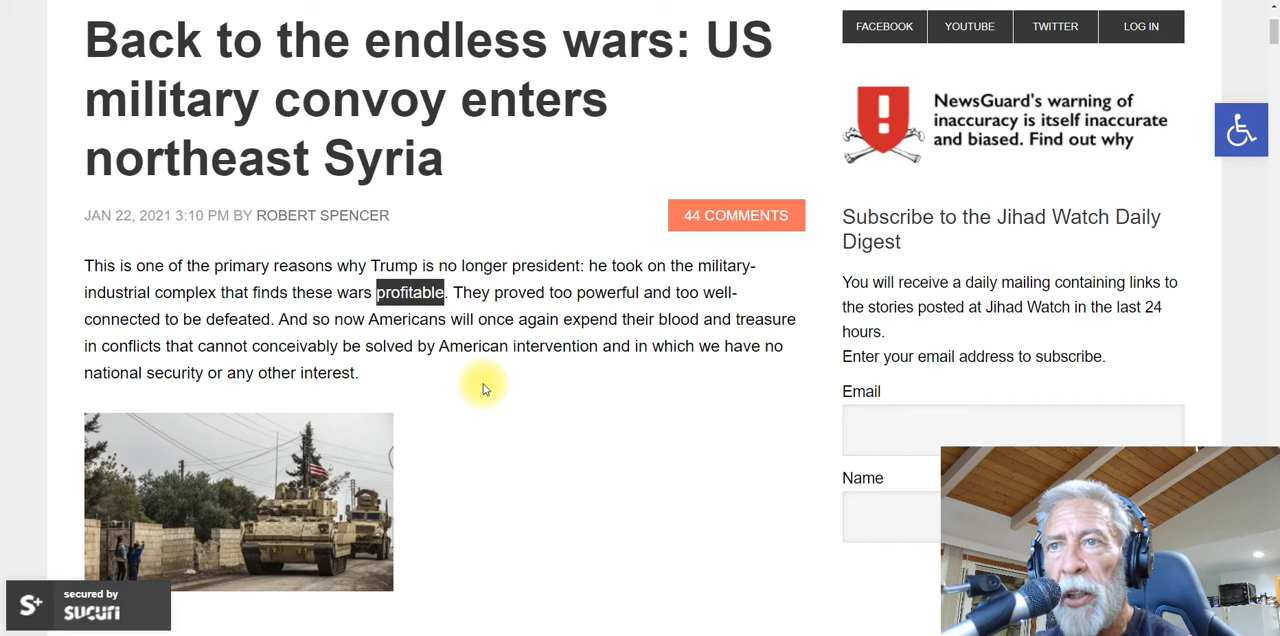 Back to the endless wars: US
military convoy enters
northeast Syria
JAN 22, 2021 3:10 PM BY ROBERT SPENCER
44 COMMENTS
This is one of the primary reasons why Trump is no longer president: he took on the military-
industrial complex that finds these wars profitable. They proved too powerful and too well-
connected to be defeated. And so now Americans will once again expend their blood and treasure
in conflicts that cannot conceivably be solved by American intervention and in which we have no
national security or any other interest.
S+
secured by
sucuri
FACEBOOK
YOUTUBE
TWITTER
LOG IN
NewsGuard's warning of
inaccuracy is itself inaccurate
and biased. Find out why
Subscribe to the Jihad Watch Daily
Digest
You will receive a daily mailing containing links to
the stories posted at Jihad Watch in the last 24
hours.
Enter your email address to subscribe.
Email
Name